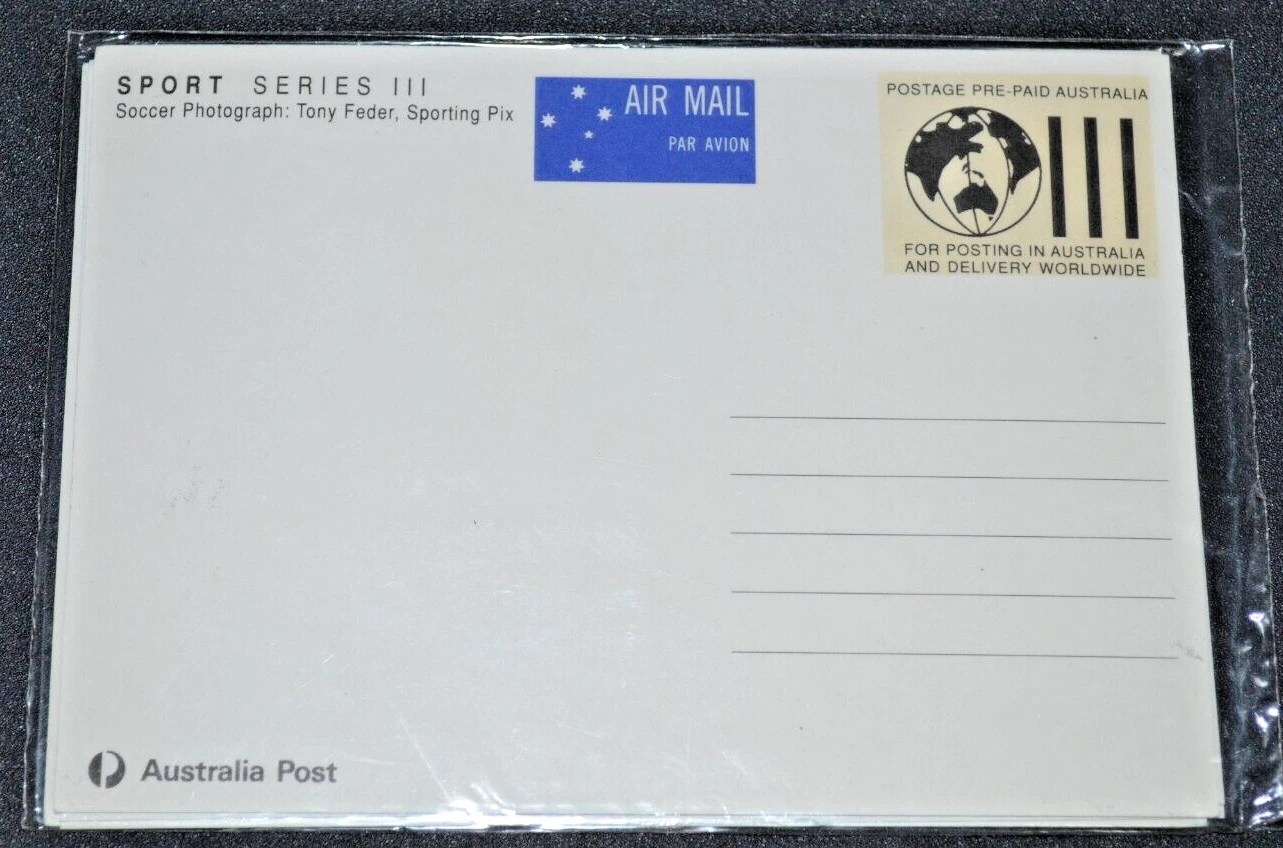 SPORT SERIES III
Soccer Photograph: Tony Feder, Sporting Pix
AIR MAIL
PAR AVION
POSTAGE PRE-PAID AUSTRALIA
FOR POSTING IN AUSTRALIA
AND DELIVERY WORLDWIDE
Australia Post